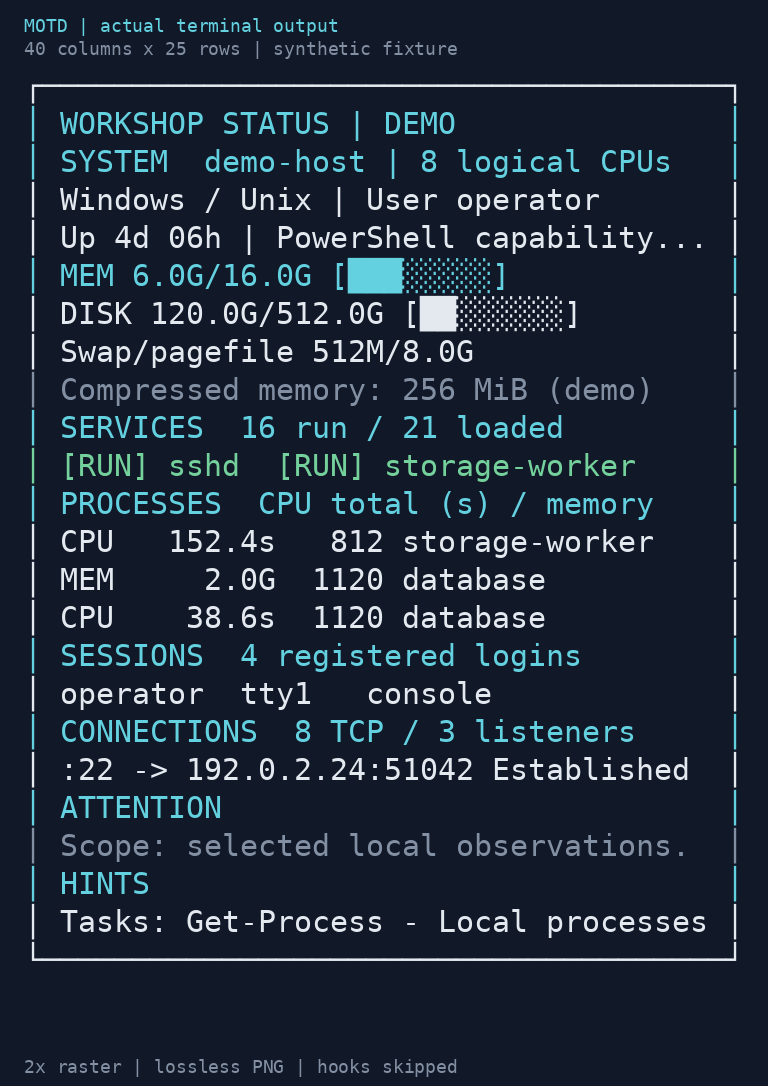 MOTD | actual terminal output
40 columns x 25 rows | synthetic fixture
WORKSHOP STATUS | DEMO
SYSTEM  demo-host | 8 logical CPUs
Windows / Unix | User operator
Up 4d 06h | PowerShell capability...
MEM 6.0G/16.0G [███░░░░░]
DISK 120.0G/512.0G [██░░░░░░]
Swap/pagefile 512M/8.0G
Compressed memory: 256 MiB (demo)
SERVICES  16 run / 21 loaded
[RUN] sshd  [RUN] storage-worker
PROCESSES  CPU total (s) / memory
CPU   152.4s   812 storage-worker
MEM     2.0G  1120 database
CPU    38.6s  1120 database
SESSIONS  4 registered logins
operator  tty1   console
CONNECTIONS  8 TCP / 3 listeners
:22 -> 192.0.2.24:51042 Established
ATTENTION
Scope: selected local observations.
HINTS
Tasks: Get-Process - Local processes
2x raster | lossless PNG | hooks skipped